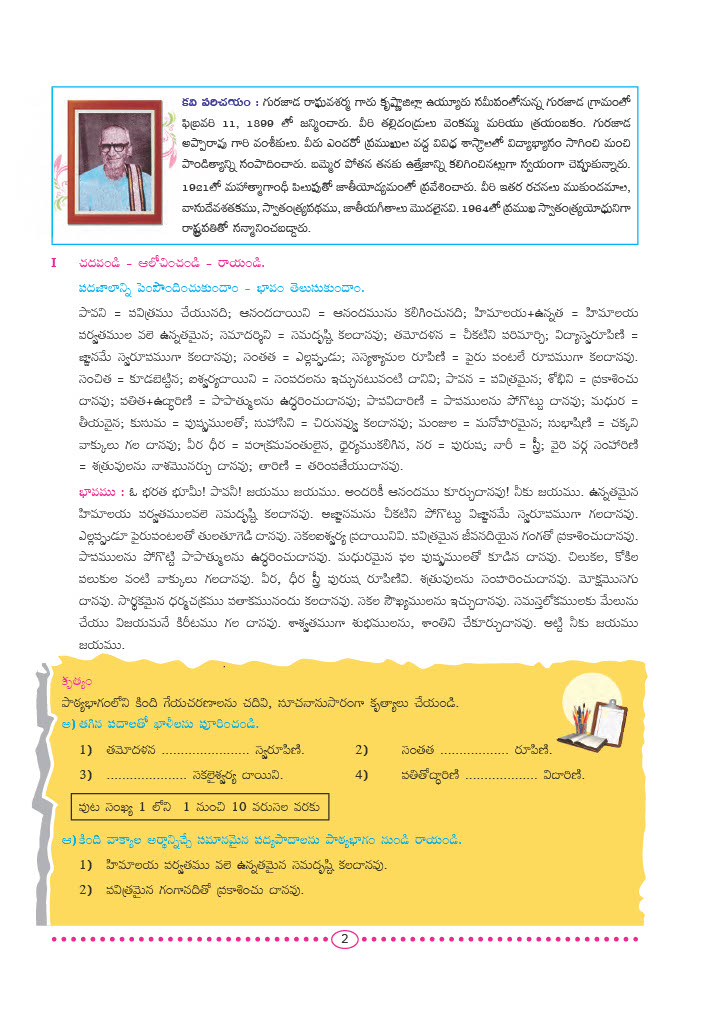 కవి పరిచయం : గురజాడ రాఘవశర్మ గారు కృష్ణాజిల్లా ఉయ్యూరు సమీపంలోనున్న గురజాడ గ్రామంలో
ఫిబ్రవరి 11, 1899 లో జన్మించారు. వీరి తల్లిదండ్రులు వెంకమ్మ మరియు త్రయంబకం. గురజాడ
అప్పారావు గారి వంశీకులు. వీరు ఎందరో ప్రముఖుల వద్ద వివిధ శాస్త్రాలలో విద్యాభ్యాసం సాగించి మంచి
పాండిత్యాన్ని సంపాదించారు. బమ్మెర పోతన తనకు ఉత్తేజాన్ని కలిగించినట్లుగా స్వయంగా చెప్పుకున్నారు.
1921లో మహాత్మాగాంధీ పిలుపుతో జాతీయోద్యమంలో ప్రవేశించారు. వీరి ఇతర రచనలు ముకుందమాల,
వాసుదేవశతకము, స్వాతంత్ర్యపథము, జాతీయగీతాలు మొదలైనవి. 1964లో ప్రముఖ స్వాతంత్ర్యయోధునిగా
రాష్ట్రపతితో సన్మానించబడ్డారు.
I చదవండి - ఆలోచించండి - రాయండి.
పదజాలాన్ని పెంపొందించుకుందాం - భావం తెలుసుకుందాం.
పావని = పవిత్రము చేయునది; ఆనందదాయిని = ఆనందమును కలిగించునది; హిమాలయ+ఉన్నత = హిమాలయ
పర్వతముల వలె ఉన్నతమైన; సమదర్శిని = సమదృష్టి కలదానవు; తమోదళన = చీకటిని పరిమార్చి; విద్యాస్వరూపిణి =
జ్ఞానమే స్వరూపముగా కలదానవు; సంతత = ఎల్లప్పుడు; సస్యశ్యామల రూపిణి = పైరు పంటలే రూపముగా కలదానవు.
సంచిత = కూడబెట్టిన; ఐశ్వర్యదాయిని = సంపదలను ఇచ్చునటువంటి దానివి; పావన = పవిత్రమైన; శోభిని = ప్రకాశించు
దానవు; పతిత+ఉద్ధారిణి = పాపాత్ములను ఉద్ధరించుదానవు; పాపవిదారిణి = పాపములను పోగొట్టు దానవు; మధుర =
తీయనైన; కుసుమ = పుష్పములతో; సుహాసిని = చిరునవ్వు కలదానవు; మంజుల = మనోహరమైన; సుభాషిణి = చక్కని
వాక్కులు గల దానవు; వీర ధీర = పరాక్రమవంతులైన, ధైర్యముకలిగిన, నర = పురుష; నారీ = స్త్రీ; వైరి వర్గ సంహారిణి
= శత్రువులను నాశమొనర్చు దానవు; తారిణి = తరింపజేయుదానవు.
భావము : ఓ భరత భూమీ! పావనీ! జయము జయము. అందరికీ ఆనందము కూర్చుదానవు! నీకు జయము. ఉన్నతమైన
హిమాలయ పర్వతములవలె సమదృష్టి కలదానవు. అజ్ఞానమును చీకటిని పోగొట్టు విజ్ఞానమే స్వరూపముగా గలదానవు.
ఎల్లప్పుడూ పైరుపంటలతో తులతూగెడి దానవు. సకలఐశ్వర్య ప్రదాయినివి. పవిత్రమైన జీవనదియైన గంగతో ప్రకాశించుదానవు.
పాపములను పోగొట్టి పాపాత్ములను ఉద్ధరించుదానవు. మధురమైన ఫల పుష్పములతో కూడిన దానవు. చిలుకల, కోకిల
పలుకుల వంటి వాక్కులు గలదానవు. వీర, ధీర స్త్రీ పురుష రూపిణివి. శత్రువులను సంహరించుదానవు. మోక్షమొసగు
దానవు. సార్థకమైన ధర్మచక్రము పతాకమునందు కలదానవు. సకల సౌఖ్యములను ఇచ్చుదానవు. సమస్తలోకములకు మేలును
చేయు విజయమనే కిరీటము గల దానవు. శాశ్వతముగా శుభములను, శాంతిని చేకూర్చుదానవు. అట్టి నీకు జయము
జయము.
కృత్యం
పాఠ్యభాగంలోని కింది గేయచరణాలను చదివి, సూచనానుసారంగా కృత్యాలు చేయండి.
అ) తగిన పదాలతో ఖాళీలను పూరించండి.
1) తమోదళన ....................... స్వరూపిణి. 2) సంతత .................. రూపిణి.
3) ..................... సకలైశ్వర్య దాయిని. 4) పతితోద్ధారిణి ................... విదారిణి.
పుట సంఖ్య 1 లోని 1 నుంచి 10 వరుసల వరకు
ఆ) కింది వాక్యాల అర్థాన్నిచ్చే సమానమైన పద్యపాదాలను పాఠ్యభాగం నుండి రాయండి.
1) హిమాలయ పర్వతము వలె ఉన్నతమైన సమదృష్టి కలదానవు.
2) పవిత్రమైన గంగానదితో ప్రకాశించు దానవు.
2